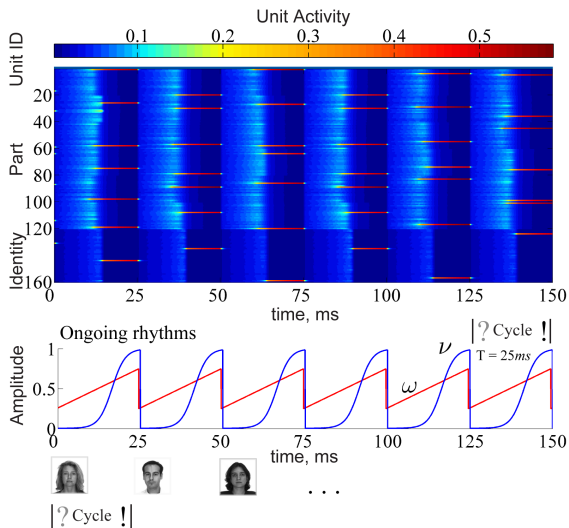 Unit Activity
0.1 0.2 0.3 0.4 0.5
Unit ID
Part
Identity
20
40
60
80
100
120
160
0 25 50 75 100 125 150
time, ms
|? Cycle !|
T = 25ms
Ongoing rhythms
ν
ω
Amplitude
1
0.5
0
0 25 50 75 100 125 150
time, ms
. . .
|? Cycle !|